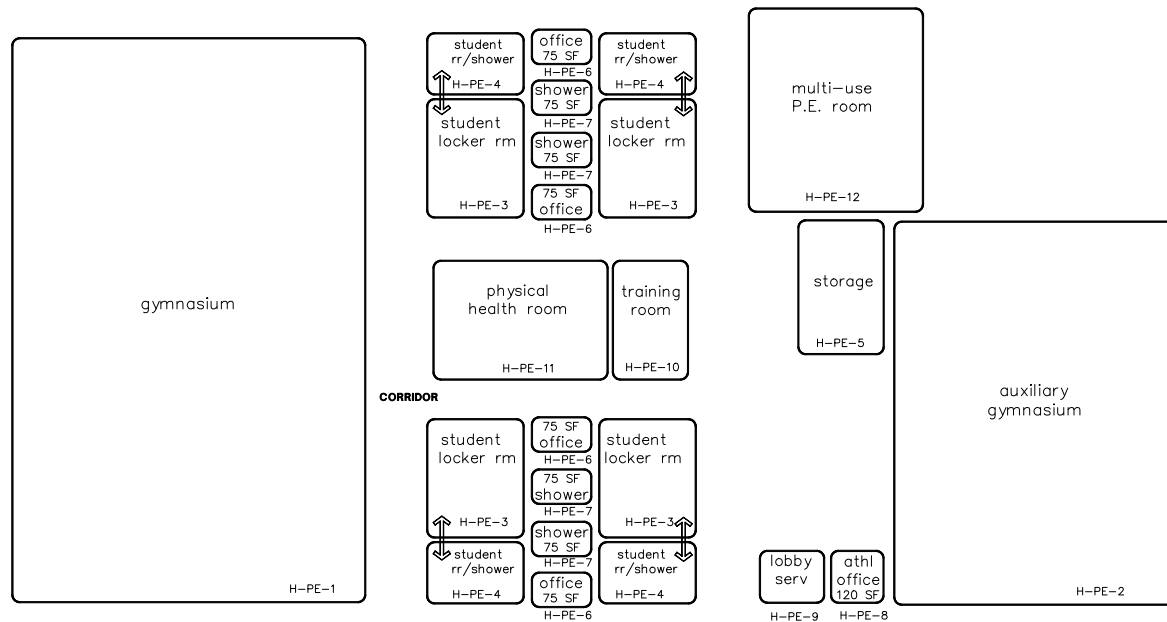 gymnasium
H-PE-1
student
rr/shower
H-PE-4
student
locker rm
H-PE-3
office
75 SF
H-PE-6
shower
75 SF
H-PE-7
shower
75 SF
H-PE-7
75 SF
office
H-PE-6
student
rr/shower
H-PE-4
student
locker rm
H-PE-3
physical
health room
H-PE-11
training
room
H-PE-10
CORRIDOR
student
locker rm
H-PE-3
student
rr/shower
H-PE-4
75 SF
office
H-PE-6
75 SF
shower
H-PE-7
shower
75 SF
H-PE-7
office
75 SF
H-PE-6
student
locker rm
H-PE-3
student
rr/shower
H-PE-4
multi-use
P.E. room
H-PE-12
storage
H-PE-5
auxiliary
gymnasium
H-PE-2
lobby
serv
H-PE-9
athl
office
120 SF
H-PE-8